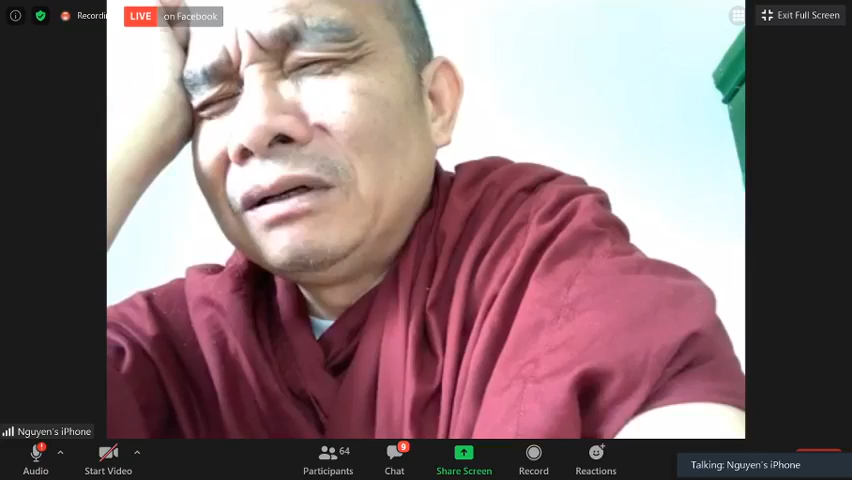 Recordi
LIVE on Facebook
Exit Full Screen
Nguyen's iPhone
Audio
Start Video
64
Participants
9
Chat
Share Screen
Record
Reactions
Talking: Nguyen's iPhone